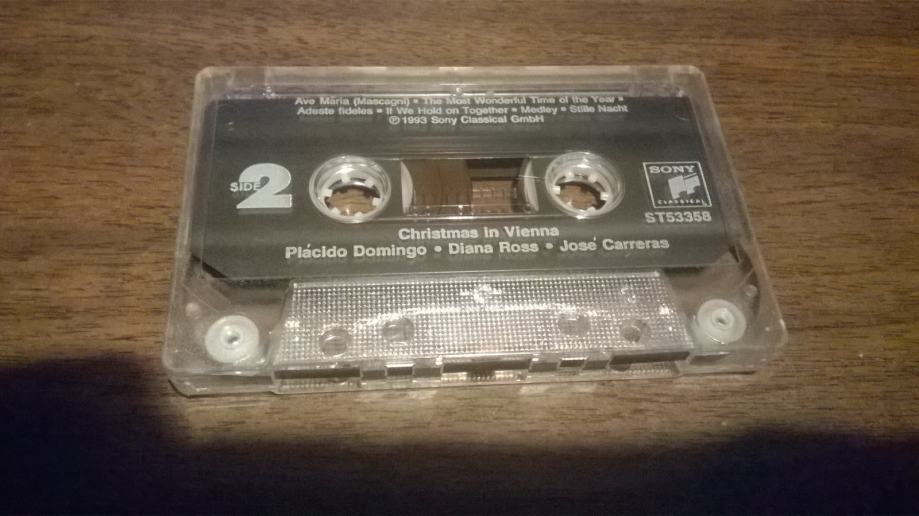 Ave Maria (Mascagni) • The Most Wonderful Time of the Year •
Adeste fideles • If We Hold on Together • Medley • Stille Nacht
℗ 1993 Sony Classical GmbH
SIDE 2
SONY
CLASSICAL
ST53358
Christmas in Vienna
Plácido Domingo • Diana Ross • José Carreras